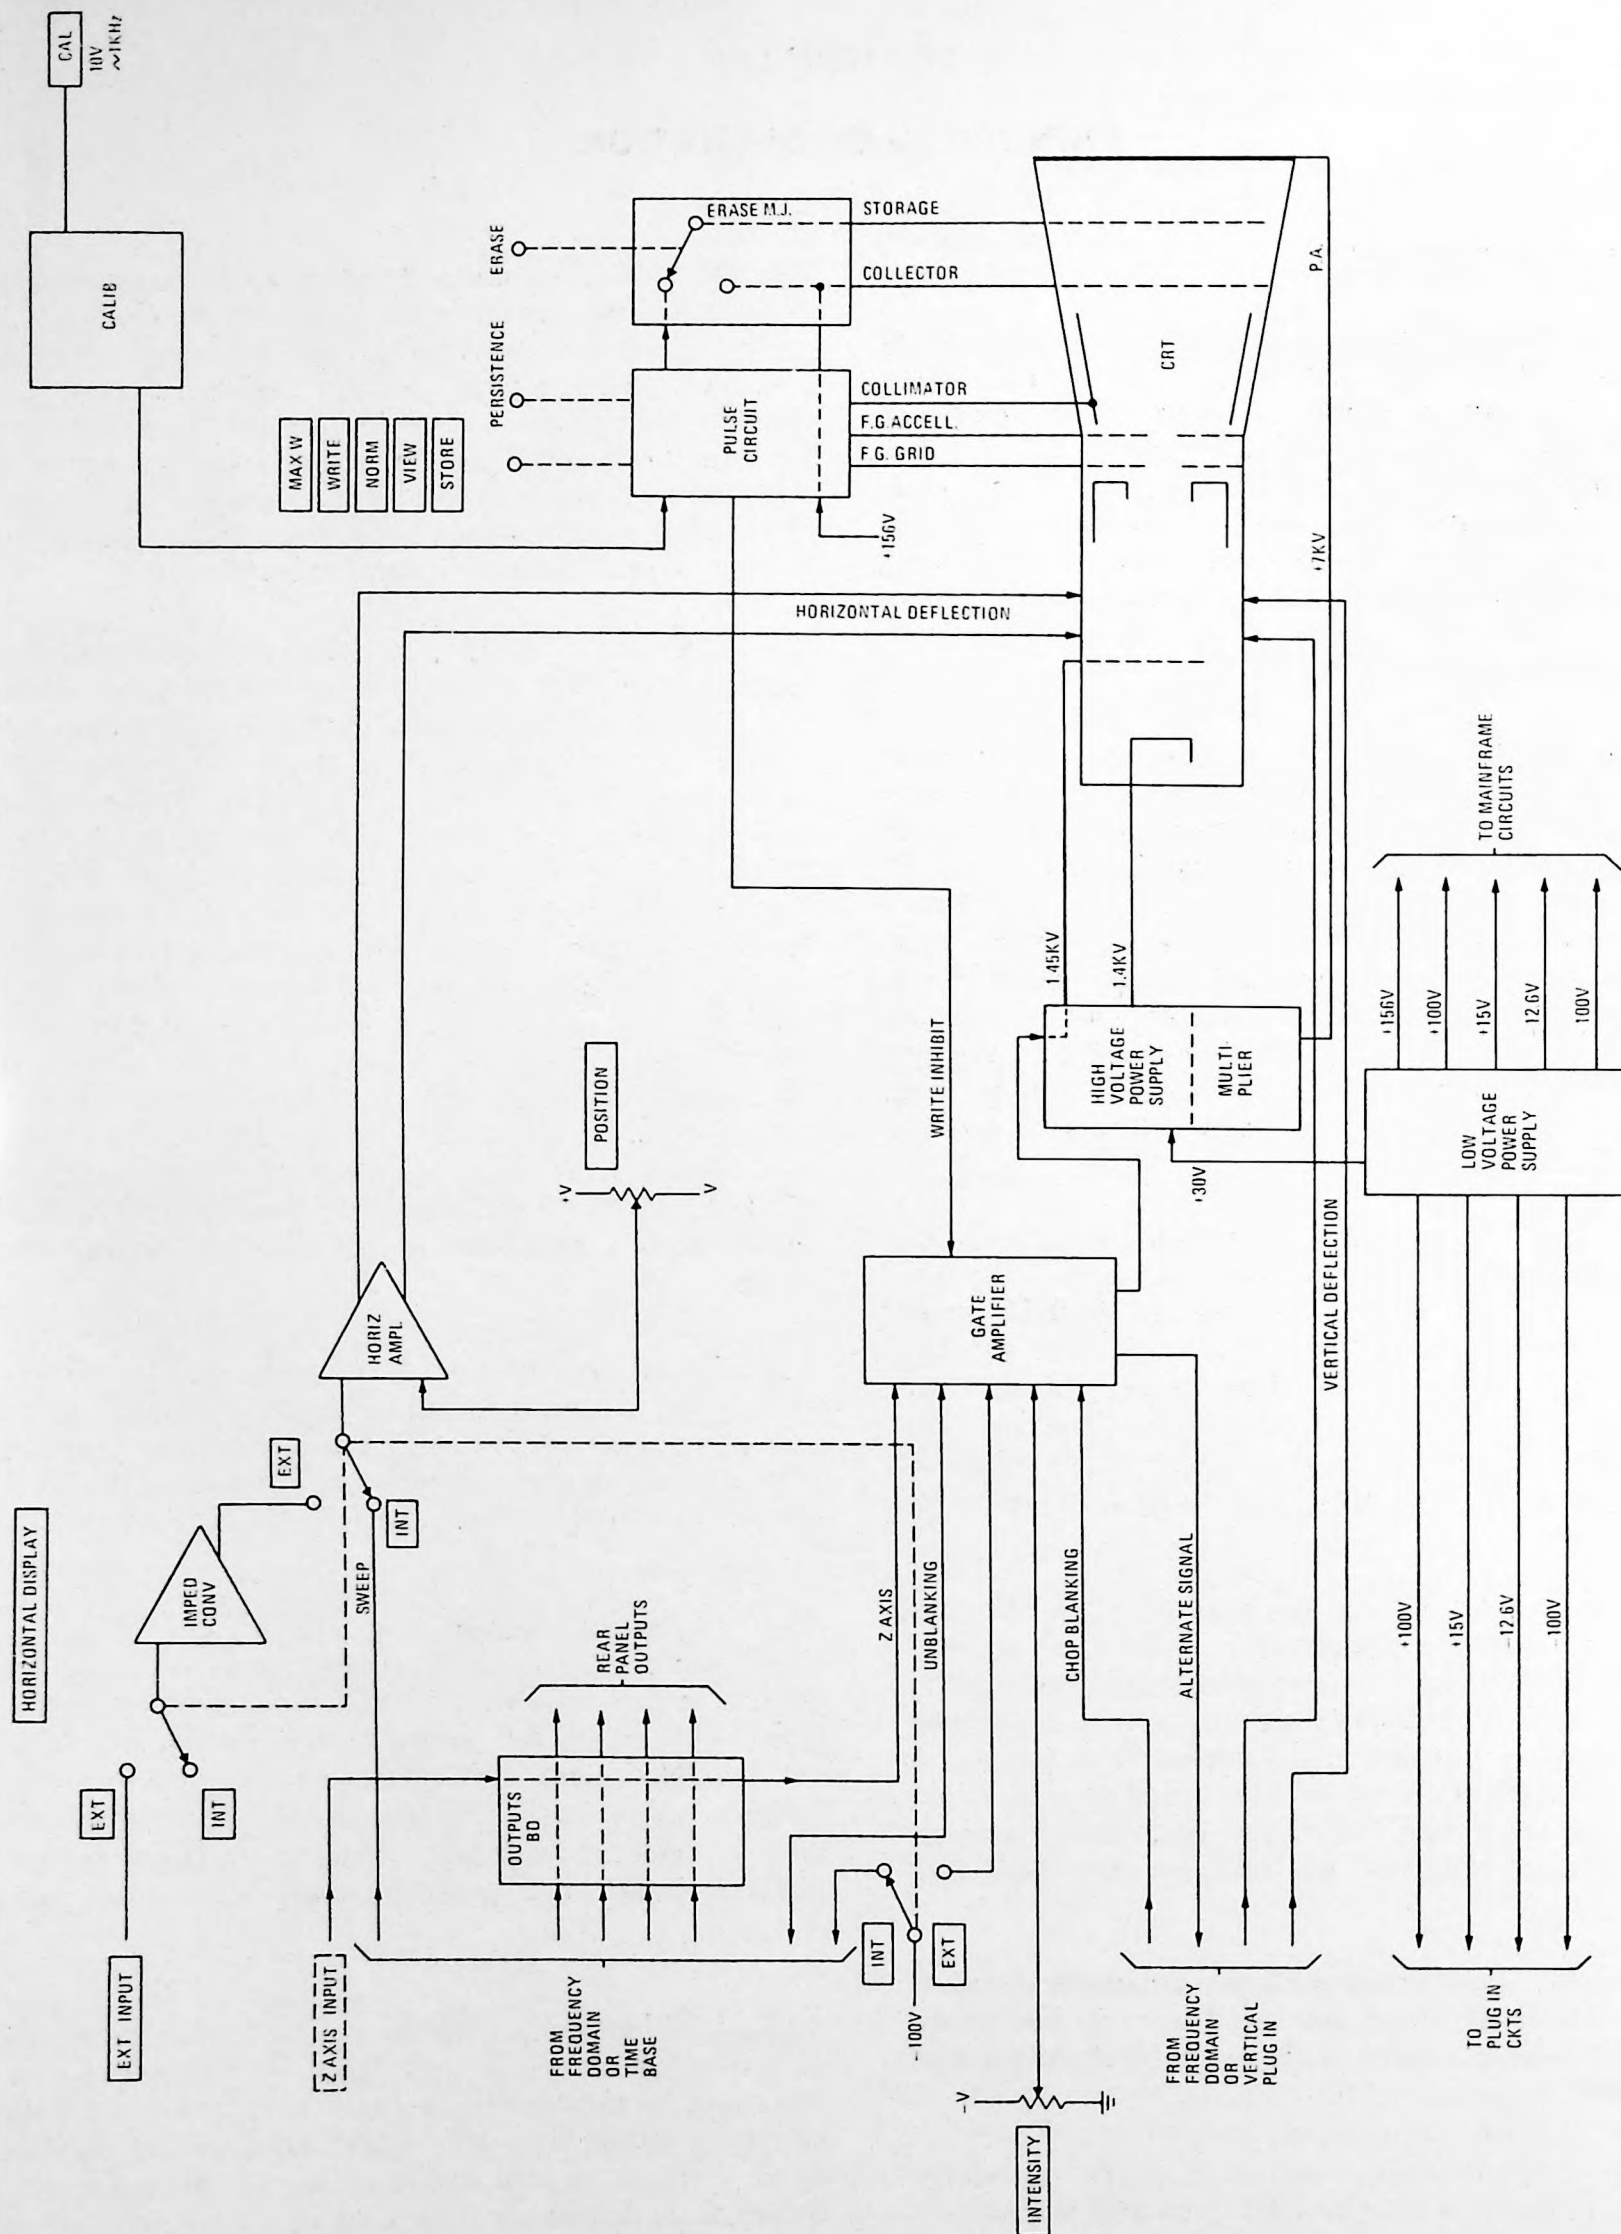 HORIZONTAL DISPLAY
EXT INPUT
EXT
INT
IMPED
CONV
EXT
INT
SWEEP
Z AXIS INPUT
OUTPUTS
BD
REAR
PANEL
OUTPUTS
FROM
FREQUENCY
DOMAIN
OR
TIME
BASE
HORIZ
AMPL
POSITION
+V
V
CALIB
CAL
10V
~1KHz
MAX W
WRITE
NORM
VIEW
STORE
PERSISTENCE
ERASE
ERASE M.J.
PULSE
CIRCUIT
+156V
STORAGE
COLLECTOR
COLLIMATOR
F.G. ACCELL.
F.G. GRID
CRT
P.A.
+7KV
HORIZONTAL DEFLECTION
WRITE INHIBIT
Z AXIS
UNBLANKING
CHOP BLANKING
ALTERNATE SIGNAL
GATE
AMPLIFIER
INT
EXT
-100V
-V
INTENSITY
FROM
FREQUENCY
DOMAIN
OR
VERTICAL
PLUG IN
1.45KV
1.4KV
HIGH
VOLTAGE
POWER
SUPPLY
MULTI
PLIER
+30V
VERTICAL DEFLECTION
LOW
VOLTAGE
POWER
SUPPLY
+156V
+100V
+15V
-12.6V
-100V
TO MAINFRAME
CIRCUITS
+100V
+15V
-12.6V
-100V
TO
PLUG IN
CKTS